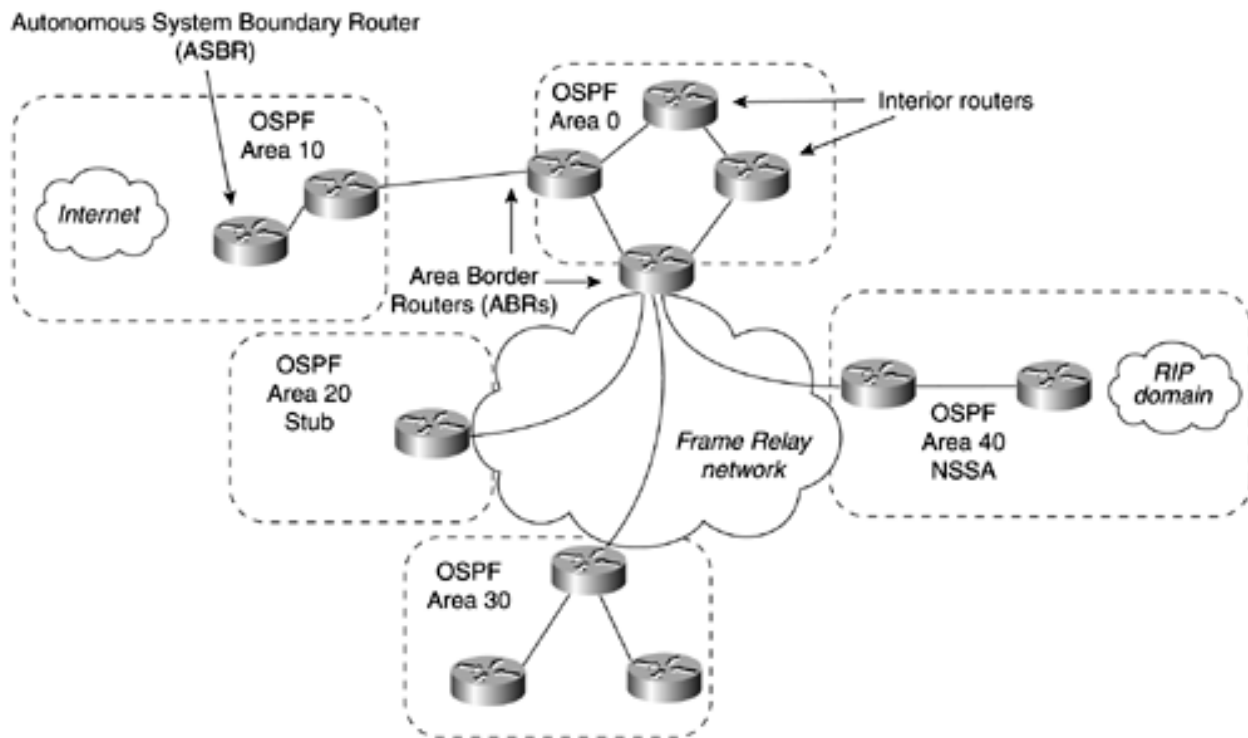 Autonomous System Boundary Router
(ASBR)
OSPF
Area 10
Internet
OSPF
Area 0
Interior routers
Area Border
Routers (ABRs)
OSPF
Area 20
Stub
Frame Relay
network
RIP
domain
OSPF
Area 40
NSSA
OSPF
Area 30